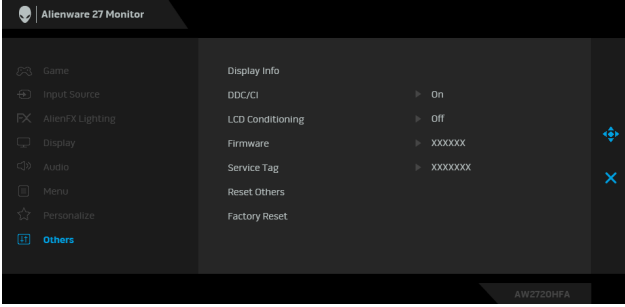 Alienware 27 Monitor
Game
Display Info
Input Source
DDC/CI On
AlienFX Lighting
LCD Conditioning Off
Display
Firmware XXXXXX
Audio
Service Tag XXXXXXX
Menu
Reset Others
Personalize
Factory Reset
Others
AW2720HFA